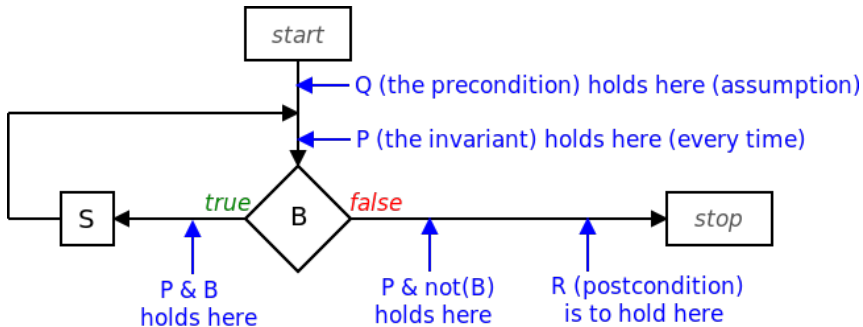 start
Q (the precondition) holds here (assumption)
P (the invariant) holds here (every time)
true
false
S
B
stop
P & B
holds here
P & not(B)
holds here
R (postcondition)
is to hold here